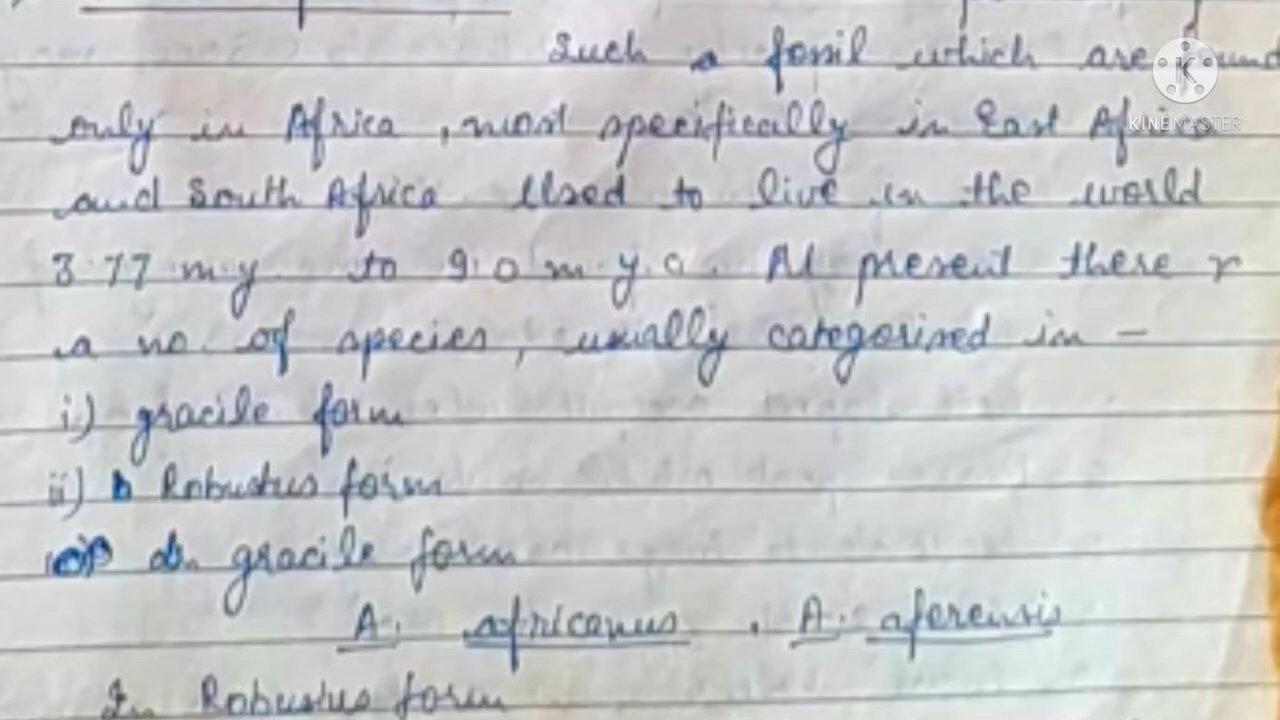 Such a fossil which are found
only in Africa, most specifically in East Africa
and South Africa. Used to live in the world
3.77 m.y. to 9.0 m.y.a. At present there r
a no. of species, usually categorised in -
i) gracile form
ii) Robustus form
gracile form
A. africanus, A. aferensis
In Robustus form
KINEMASTER